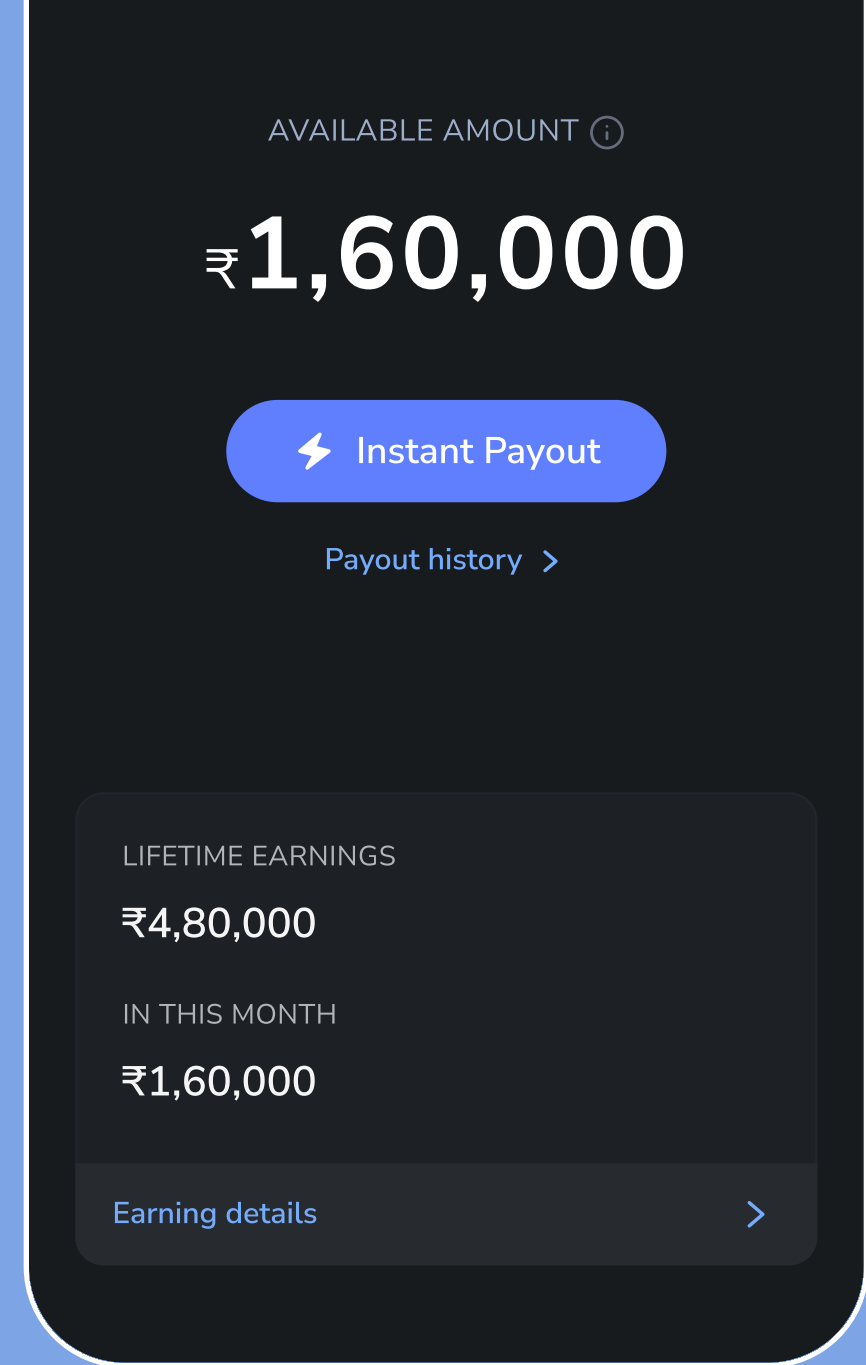 AVAILABLE AMOUNT
₹1,60,000
Instant Payout
Payout history
LIFETIME EARNINGS
₹4,80,000
IN THIS MONTH
₹1,60,000
Earning details